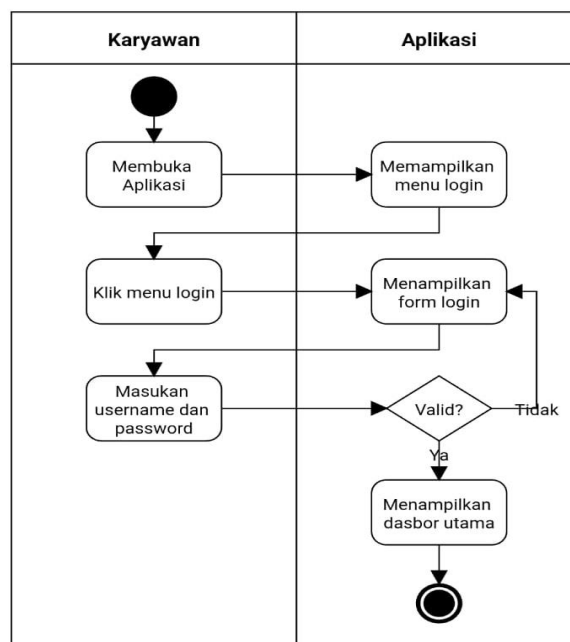 Karyawan
Aplikasi
Membuka
Aplikasi
Memampilkan
menu login
Klik menu login
Menampilkan
form login
Masukan
username dan
password
Valid?
Tidak
Ya
Menampilkan
dasbor utama